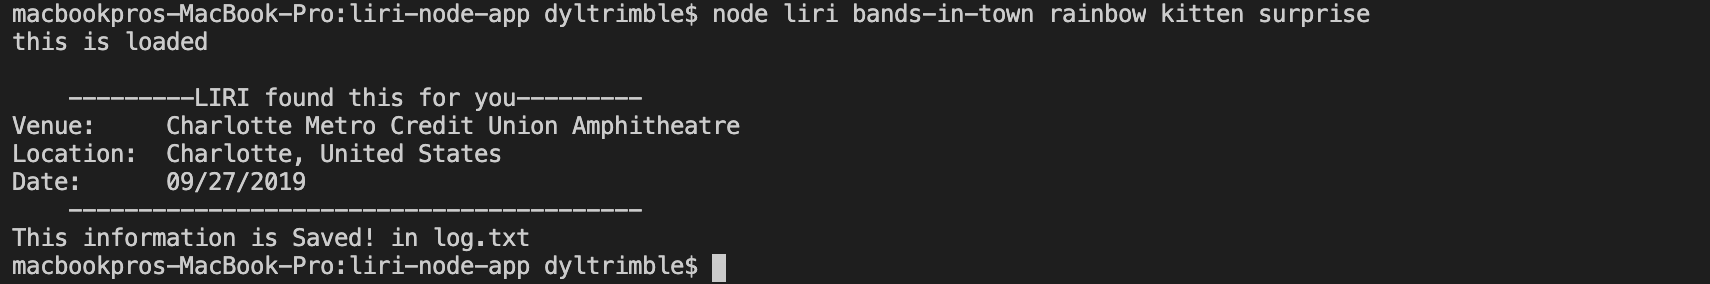 macbookpros-MacBook-Pro:liri-node-app dyltrimble$ node liri bands-in-town rainbow kitten surprise
this is loaded
    ---------LIRI found this for you---------
Venue:     Charlotte Metro Credit Union Amphitheatre
Location:  Charlotte, United States
Date:      09/27/2019
    -----------------------------------------
This information is Saved! in log.txt
macbookpros-MacBook-Pro:liri-node-app dyltrimble$